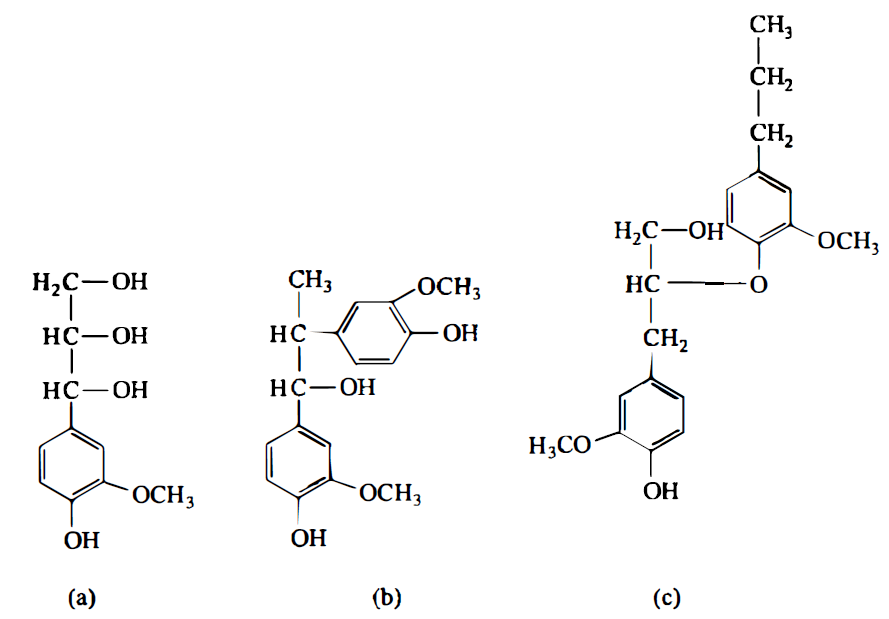 CH₃
CH₂
CH₂
H₂C—OH
OCH₃
HC
O
CH₂
H₃CO
OH
H₂C—OH
HC—OH
HC—OH
OCH₃
OH
CH₃
OCH₃
HC
OH
HC—OH
OCH₃
OH
(a)
(b)
(c)